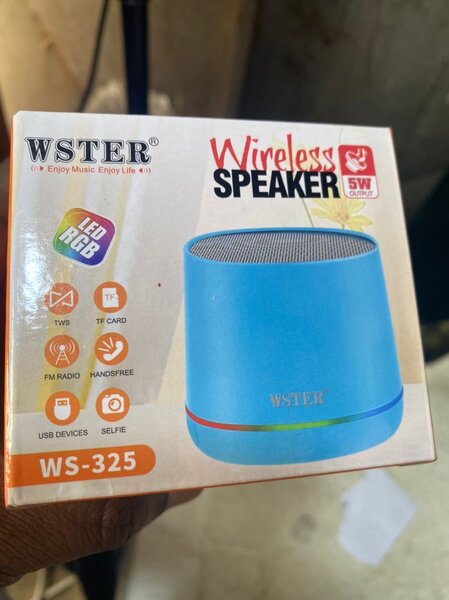 WSTER®
Enjoy Music Enjoy Life
Wireless
SPEAKER
5W
OUTPUT
LED
RGB
TF
TWS
TF CARD
FM RADIO
HANDSFREE
USB DEVICES
SELFIE
WS-325
WSTER®